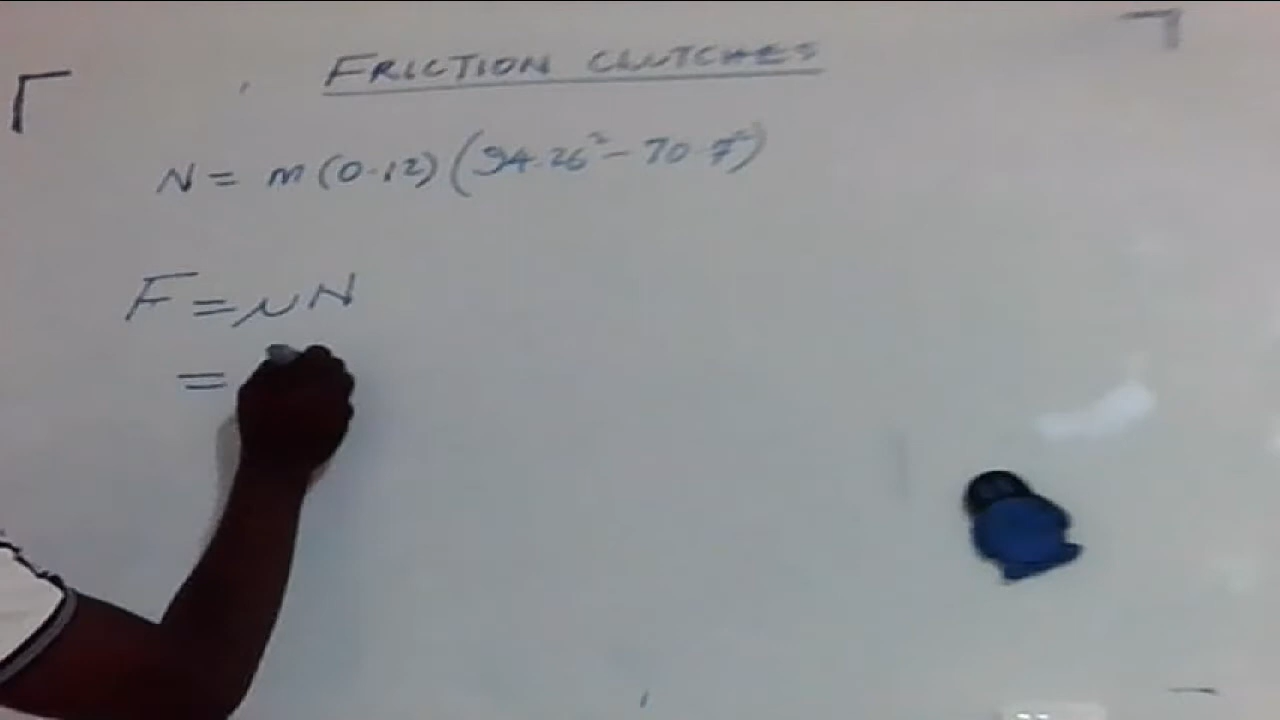 FRICTION CLUTCHES
N = m(0.12)(94.26² - 70.7²)
F = μN
=